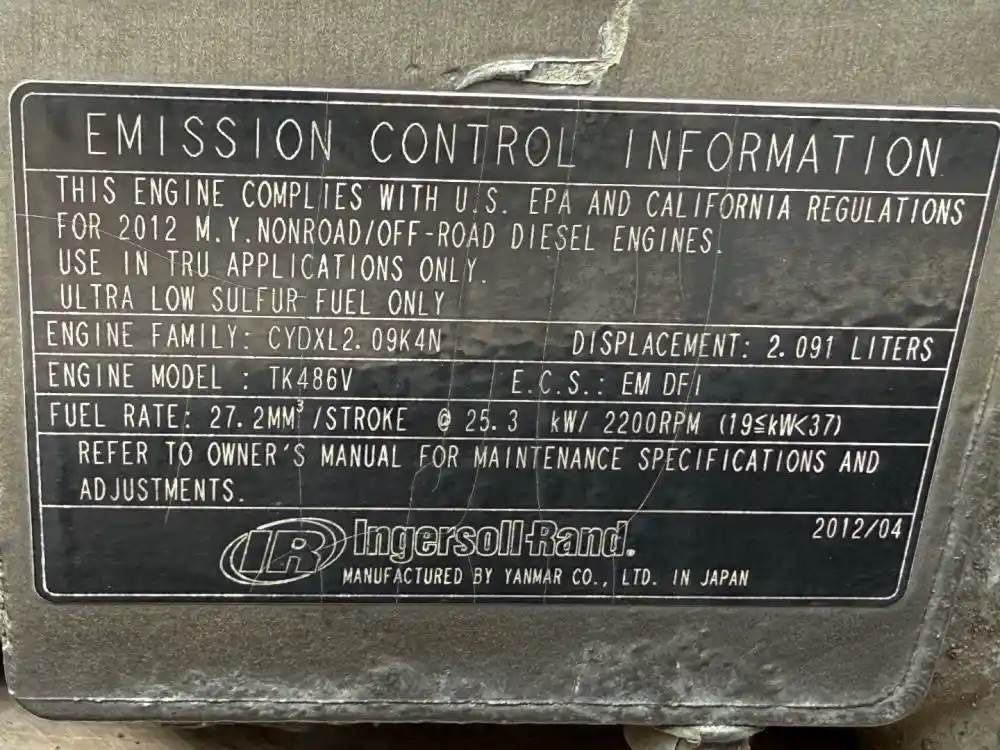 EMISSION CONTROL INFORMATION
THIS ENGINE COMPLIES WITH U.S. EPA AND CALIFORNIA REGULATIONS
FOR 2012 M.Y.NONROAD/OFF-ROAD DIESEL ENGINES.
USE IN TRU APPLICATIONS ONLY.
ULTRA LOW SULFUR FUEL ONLY
ENGINE FAMILY: CYDXL2.09K4N DISPLACEMENT: 2.091 LITERS
ENGINE MODEL : TK486V E.C.S.: EM DFI
FUEL RATE: 27.2MM³/STROKE @ 25.3 kW/ 2200RPM (19≦kW<37)
REFER TO OWNER'S MANUAL FOR MAINTENANCE SPECIFICATIONS AND
ADJUSTMENTS.
2012/04
IR Ingersoll-Rand.
MANUFACTURED BY YANMAR CO., LTD. IN JAPAN